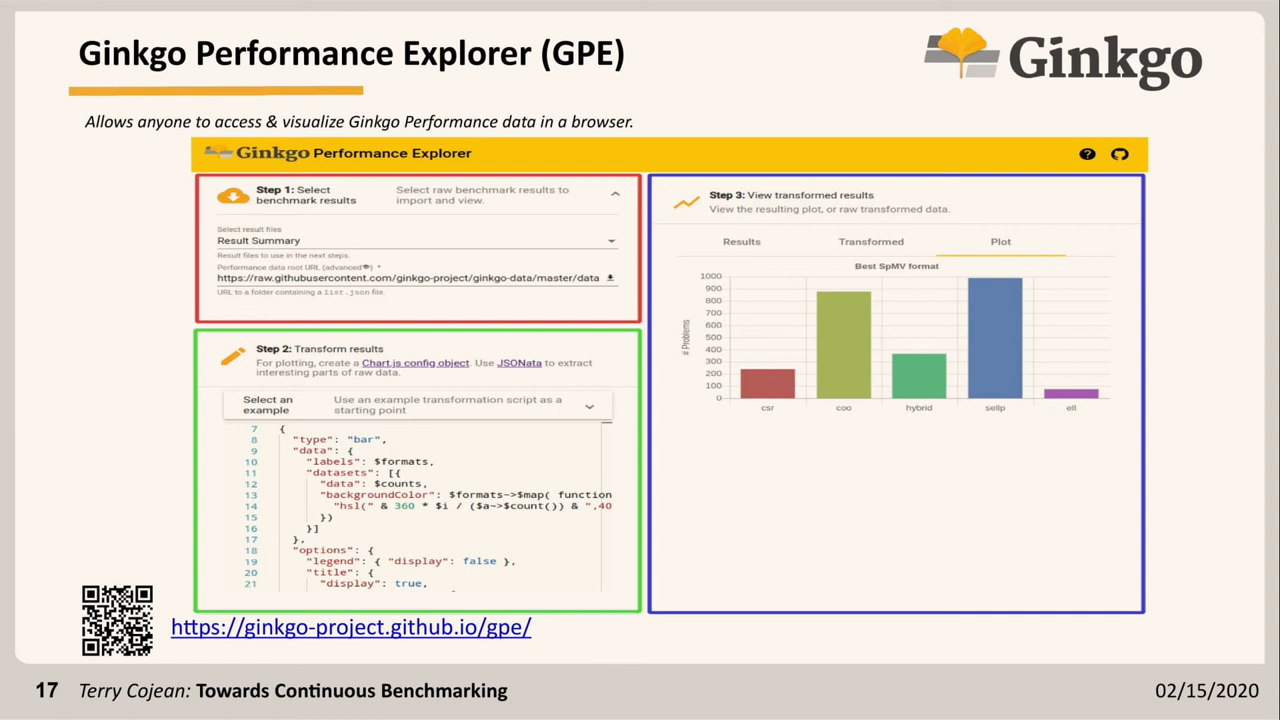 Ginkgo Performance Explorer (GPE)
Ginkgo
Allows anyone to access & visualize Ginkgo Performance data in a browser.
Ginkgo Performance Explorer
Step 1: Select
benchmark results
Select raw benchmark results to
import and view.
Select result files
Result Summary
Result files to use in the next steps.
Performance data root URL (advanced) *
https://raw.githubusercontent.com/ginkgo-project/ginkgo-data/master/data
URL to a folder containing a list.json file.
Step 2: Transform results
For plotting, create a Chart.js config object. Use JSONata to extract
interesting parts of raw data.
Select an
example
Use an example transformation script as a
starting point
7 {
8 "type": "bar",
9 "data": {
10 "labels": $formats,
11 "datasets": [{
12 "data": $counts,
13 "backgroundColor": $formats~>$map( function
14 "hsl(" & 360 * $i / ($a~>$count()) & ",40
15 })
16 }]
17 },
18 "options": {
19 "legend": { "display": false },
20 "title": {
21 "display": true,
Step 3: View transformed results
View the resulting plot, or raw transformed data.
Results Transformed Plot
Best SpMV format
# Problems
1000
900
800
700
600
500
400
300
200
100
0
csr coo hybrid sellp ell
https://ginkgo-project.github.io/gpe/
17 Terry Cojean: Towards Continuous Benchmarking 02/15/2020